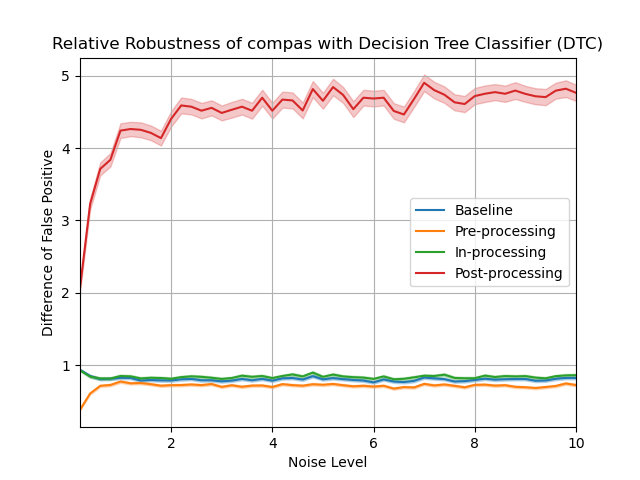 Relative Robustness of compas with Decision Tree Classifier (DTC)
Difference of False Positive
5
4
3
2
1
Baseline
Pre-processing
In-processing
Post-processing
2
4
6
8
10
Noise Level